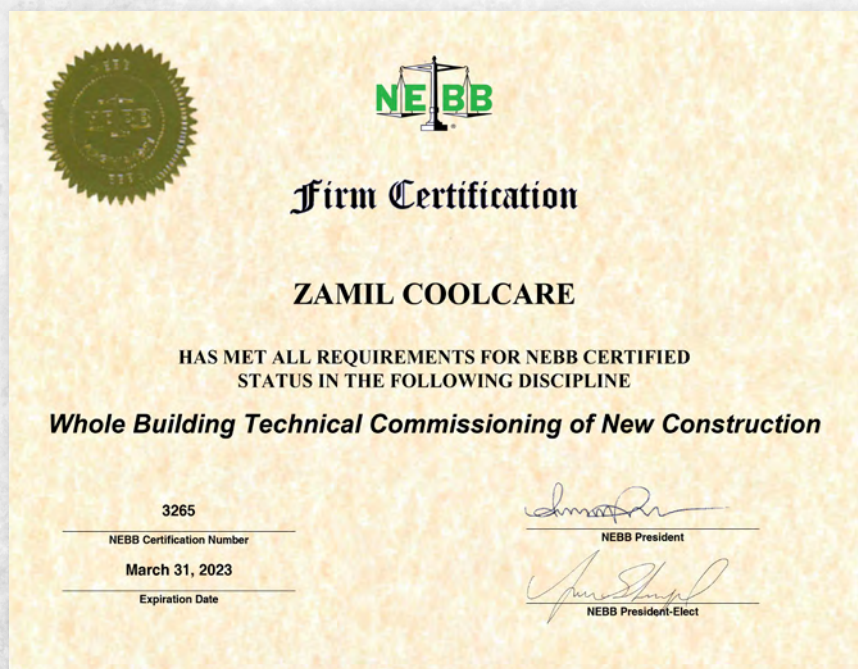 NEBB
NEBB
Firm Certification
ZAMIL COOLCARE
HAS MET ALL REQUIREMENTS FOR NEBB CERTIFIED
STATUS IN THE FOLLOWING DISCIPLINE
Whole Building Technical Commissioning of New Construction
3265
NEBB Certification Number
March 31, 2023
Expiration Date
NEBB President
NEBB President-Elect